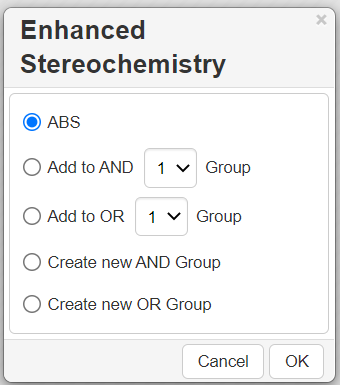 Enhanced
Stereochemistry
×
ABS
Add to AND 1 Group
Add to OR 1 Group
Create new AND Group
Create new OR Group
Cancel OK